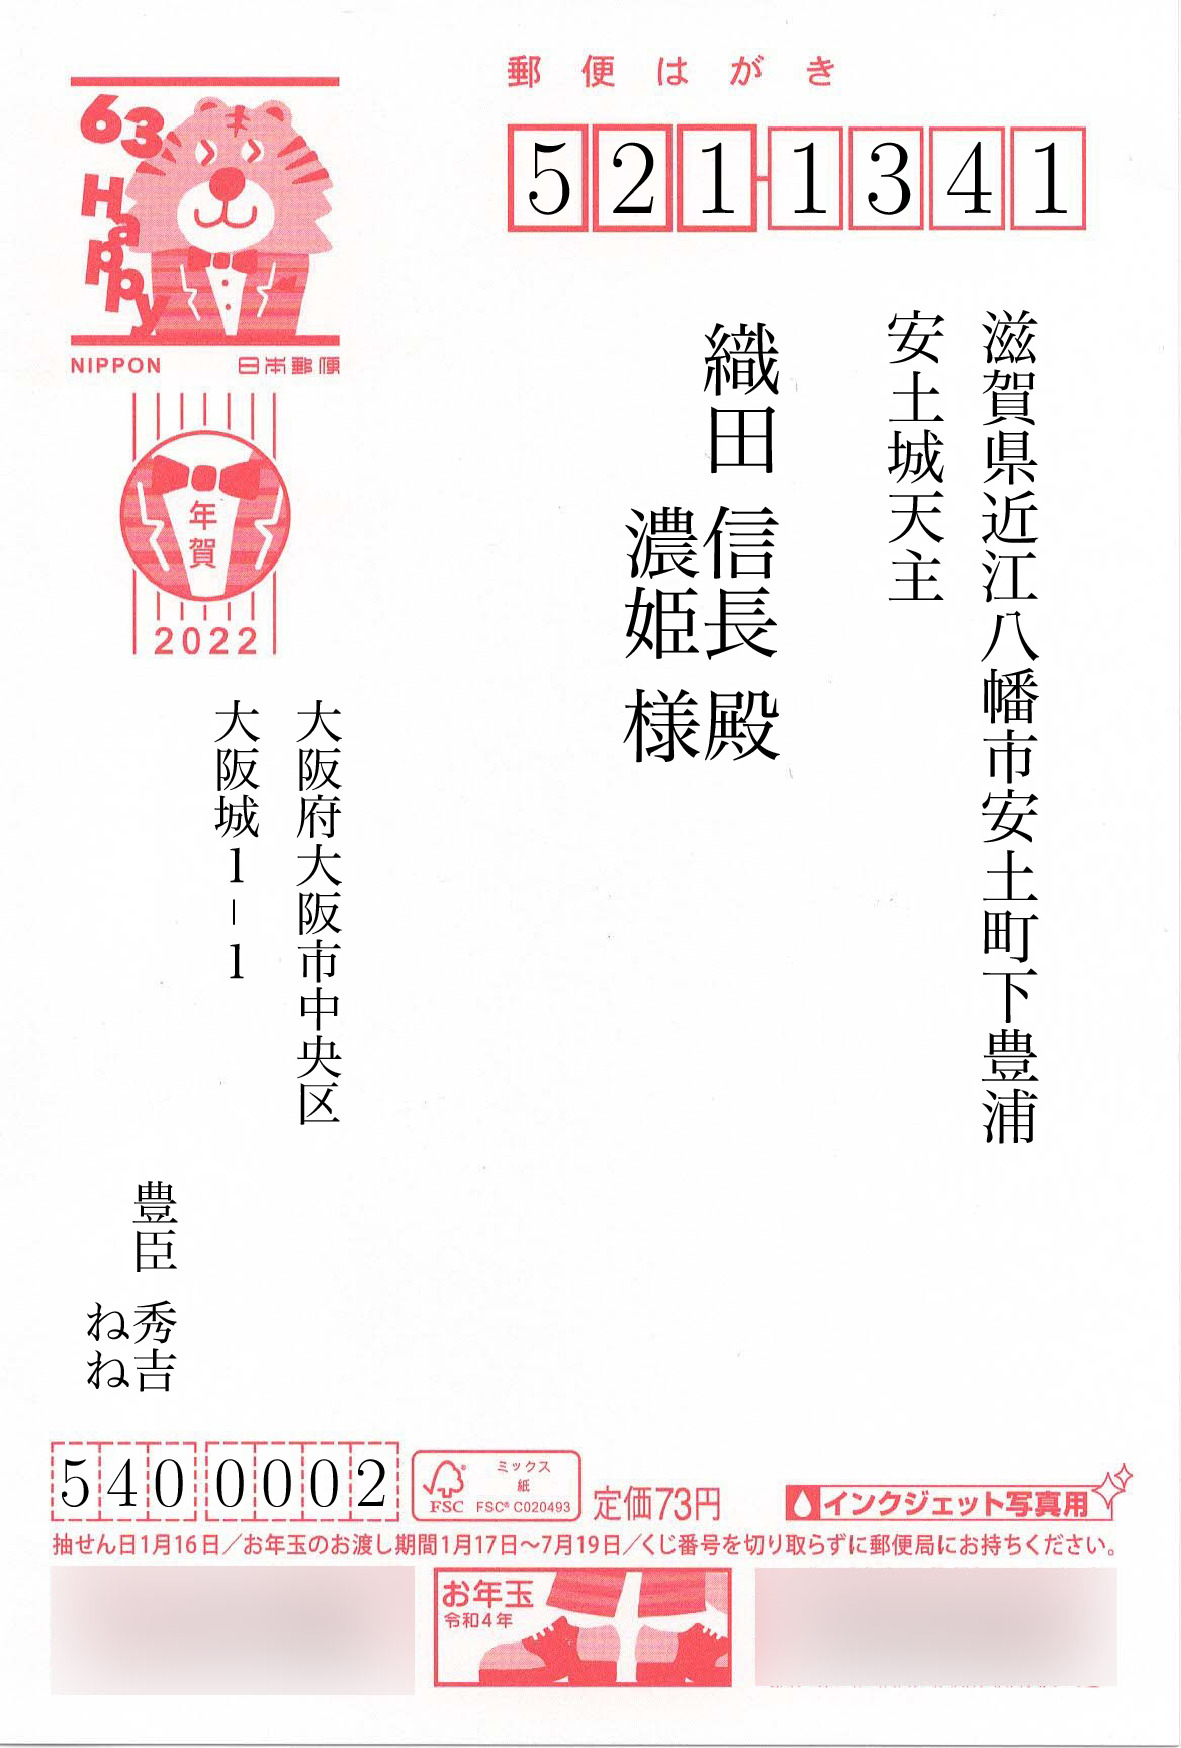 郵便はがき
521-1341
滋賀県近江八幡市安土町下豊浦
安土城天主
織田 信長 殿
濃姫 様
63
Happy
NIPPON 日本郵便
年賀
2022
大阪府大阪市中央区
大阪城1-1
豊臣 秀吉
ねね
5400002
FSC
ミックス
紙
FSC® C020493
定価73円
インクジェット写真用
抽せん日1月16日/お年玉のお渡し期間1月17日~7月19日/くじ番号を切り取らずに郵便局にお持ちください。
お年玉
令和4年